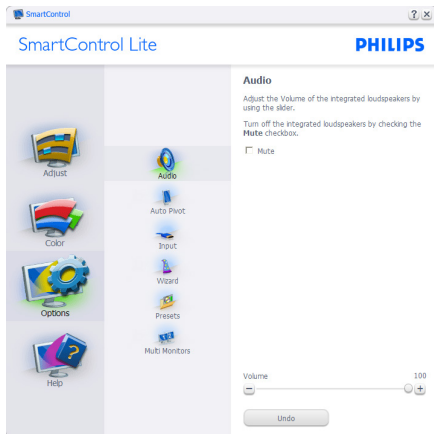 SmartControl
? ×
SmartControl Lite
PHILIPS
Adjust
Color
Options
Help
Audio
Auto Pivot
Input
Wizard
Presets
Multi Monitors
Audio
Adjust the Volume of the integrated loudspeakers by
using the slider.
Turn off the integrated loudspeakers by checking the
Mute checkbox.
Mute
Volume 100
Undo